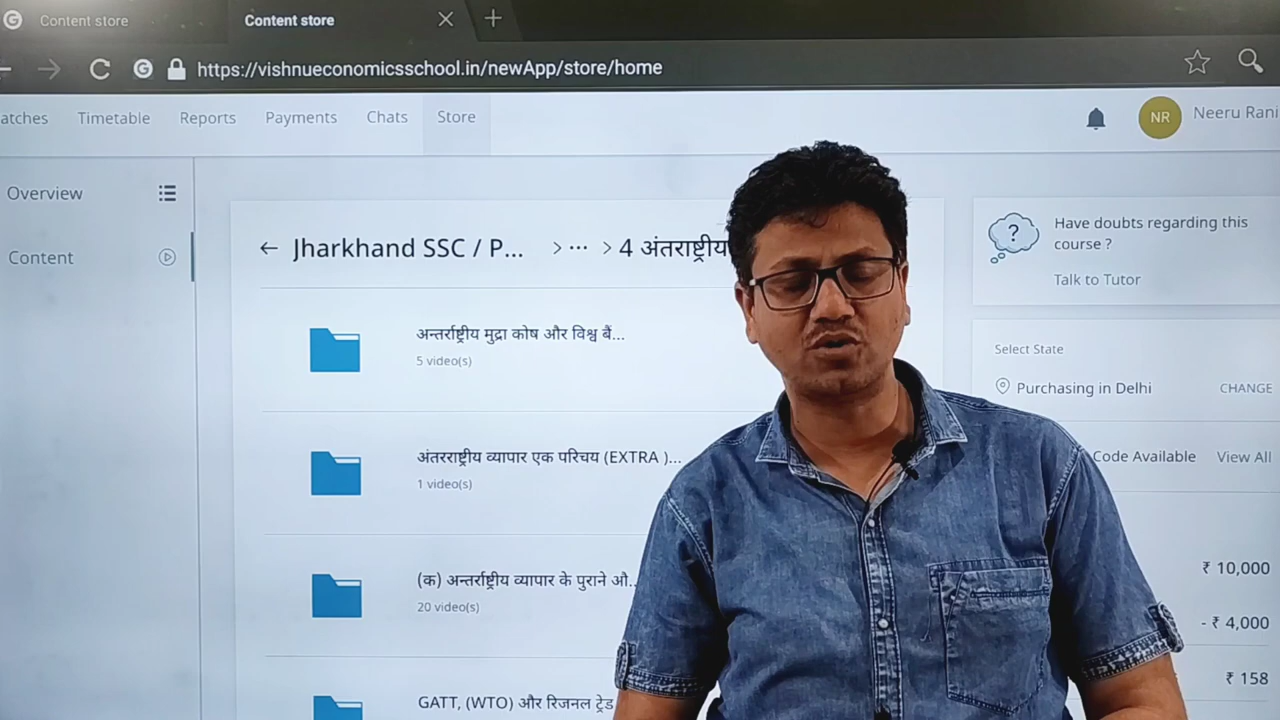 Content store
Content store
https://vishnueconomicsschool.in/newApp/store/home
atches Timetable Reports Payments Chats Store
NR Neeru Rani
Overview
Content
Jharkhand SSC / P... > ... > 4 अंतराष्ट्रीय
अन्तर्राष्ट्रीय मुद्रा कोष और विश्व बैं...
5 video(s)
अंतरराष्ट्रीय व्यापार एक परिचय (EXTRA )...
1 video(s)
(क) अन्तर्राष्ट्रीय व्यापार के पुराने औ..
20 video(s)
GATT, (WTO) और रिजनल ट्रेड
Have doubts regarding this
course ?
Talk to Tutor
Select State
Purchasing in Delhi CHANGE
Code Available View All
₹ 10,000
- ₹ 4,000
₹ 158